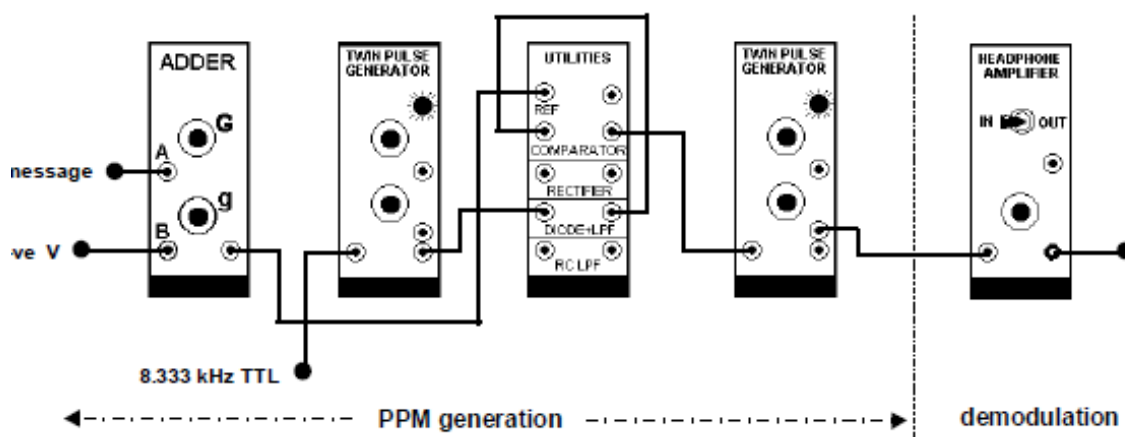 ADDER
G
A
message
g
B
ve V
TWIN PULSE
GENERATOR
8.333 kHz TTL
UTILITIES
REF
COMPARATOR
RECTIFIER
DIODE+LPF
RC LPF
TWIN PULSE
GENERATOR
HEADPHONE
AMPLIFIER
IN OUT
PPM generation
demodulation